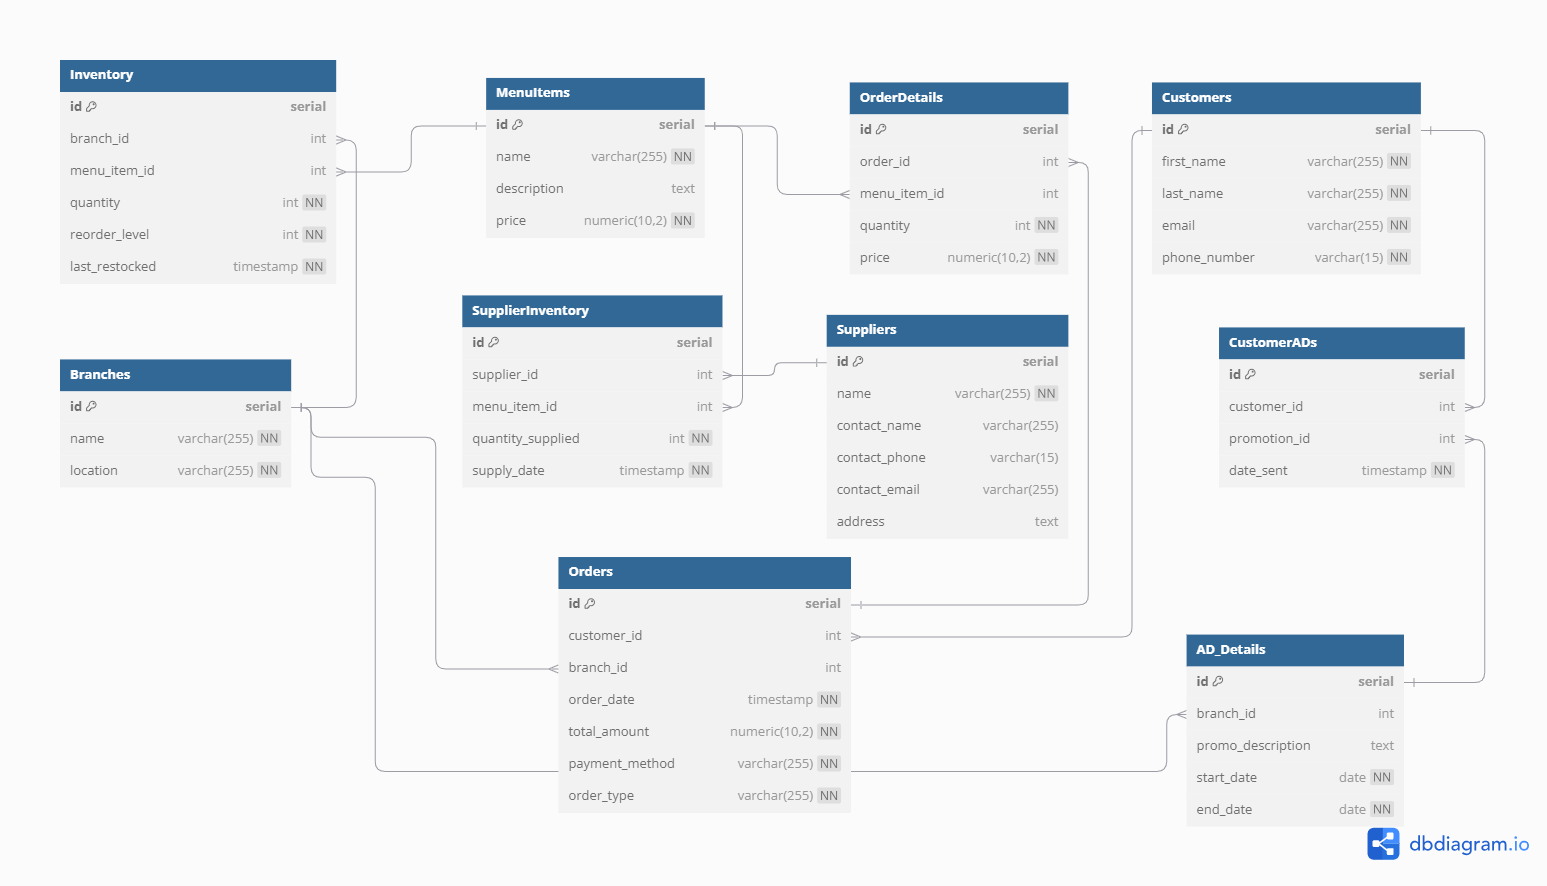 Inventory
id serial
branch_id int
menu_item_id int
quantity int NN
reorder_level int NN
last_restocked timestamp NN
MenuItems
id serial
name varchar(255) NN
description text
price numeric(10,2) NN
OrderDetails
id serial
order_id int
menu_item_id int
quantity int NN
price numeric(10,2) NN
Customers
id serial
first_name varchar(255) NN
last_name varchar(255) NN
email varchar(255) NN
phone_number varchar(15) NN
Branches
id serial
name varchar(255) NN
location varchar(255) NN
SupplierInventory
id serial
supplier_id int
menu_item_id int
quantity_supplied int NN
supply_date timestamp NN
Suppliers
id serial
name varchar(255) NN
contact_name varchar(255)
contact_phone varchar(15)
contact_email varchar(255)
address text
CustomerADs
id serial
customer_id int
promotion_id int
date_sent timestamp NN
Orders
id serial
customer_id int
branch_id int
order_date timestamp NN
total_amount numeric(10,2) NN
payment_method varchar(255) NN
order_type varchar(255) NN
AD_Details
id serial
branch_id int
promo_description text
start_date date NN
end_date date NN
dbdiagram.io